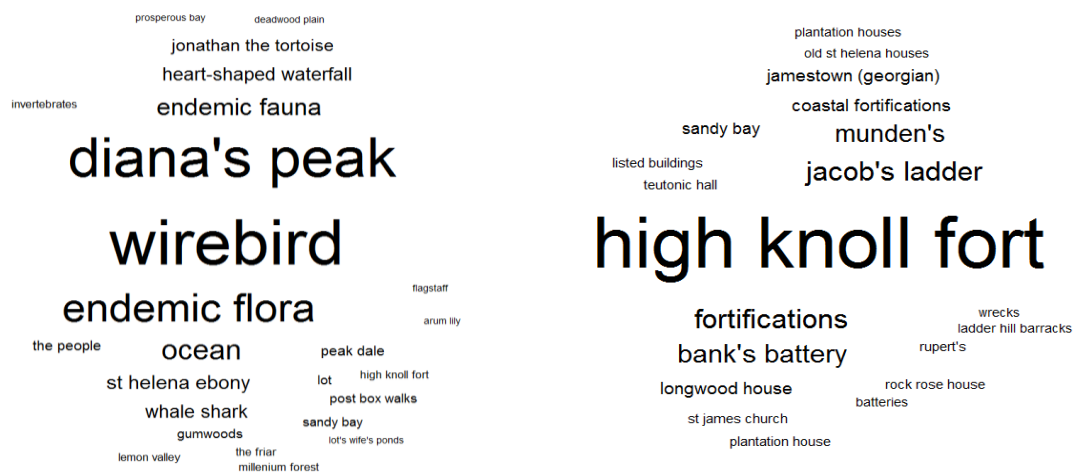 prosperous bay
deadwood plain
jonathan the tortoise
heart-shaped waterfall
invertebrates
endemic fauna
diana's peak
wirebird
endemic flora
flagstaff
arum lily
the people
ocean
peak dale
st helena ebony
lot
high knoll fort
whale shark
post box walks
gumwoods
sandy bay
lot's wife's ponds
lemon valley
the friar
millenium forest
plantation houses
old st helena houses
jamestown (georgian)
coastal fortifications
sandy bay
munden's
listed buildings
jacob's ladder
teutonic hall
high knoll fort
fortifications
wrecks
ladder hill barracks
bank's battery
rupert's
longwood house
rock rose house
batteries
st james church
plantation house